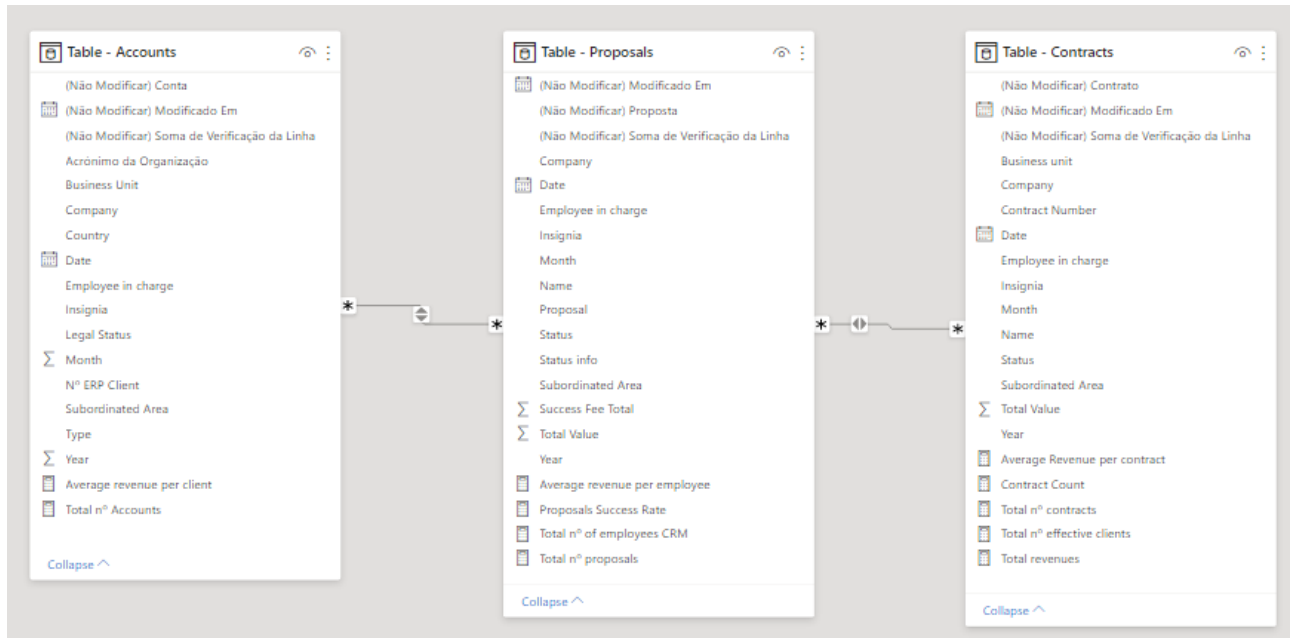 Table - Accounts
(Não Modificar) Conta
(Não Modificar) Modificado Em
(Não Modificar) Soma de Verificação da Linha
Acrónimo da Organização
Business Unit
Company
Country
Date
Employee in charge
Insignia
Legal Status
Month
Nº ERP Client
Subordinated Area
Type
Year
Average revenue per client
Total nº Accounts
Collapse
Table - Proposals
(Não Modificar) Modificado Em
(Não Modificar) Proposta
(Não Modificar) Soma de Verificação da Linha
Company
Date
Employee in charge
Insignia
Month
Name
Proposal
Status
Status info
Subordinated Area
Success Fee Total
Total Value
Year
Average revenue per employee
Proposals Success Rate
Total nº of employees CRM
Total nº proposals
Collapse
Table - Contracts
(Não Modificar) Contrato
(Não Modificar) Modificado Em
(Não Modificar) Soma de Verificação da Linha
Business unit
Company
Contract Number
Date
Employee in charge
Insignia
Month
Name
Status
Subordinated Area
Total Value
Year
Average Revenue per contract
Contract Count
Total nº contracts
Total nº effective clients
Total revenues
Collapse